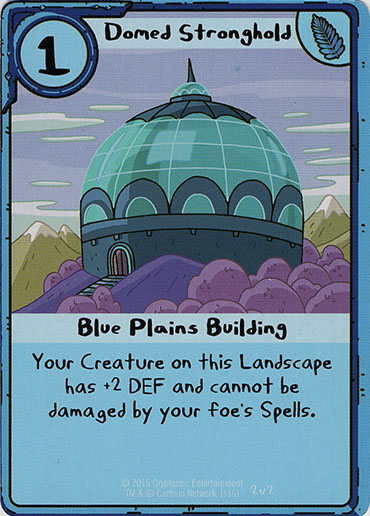 1
Domed Stronghold
Blue Plains Building
Your Creature on this Landscape
has +2 DEF and cannot be
damaged by your foe's Spells.
© 2016 Cryptozoic Entertainment
TM & © Cartoon Network. (s16)
2v2